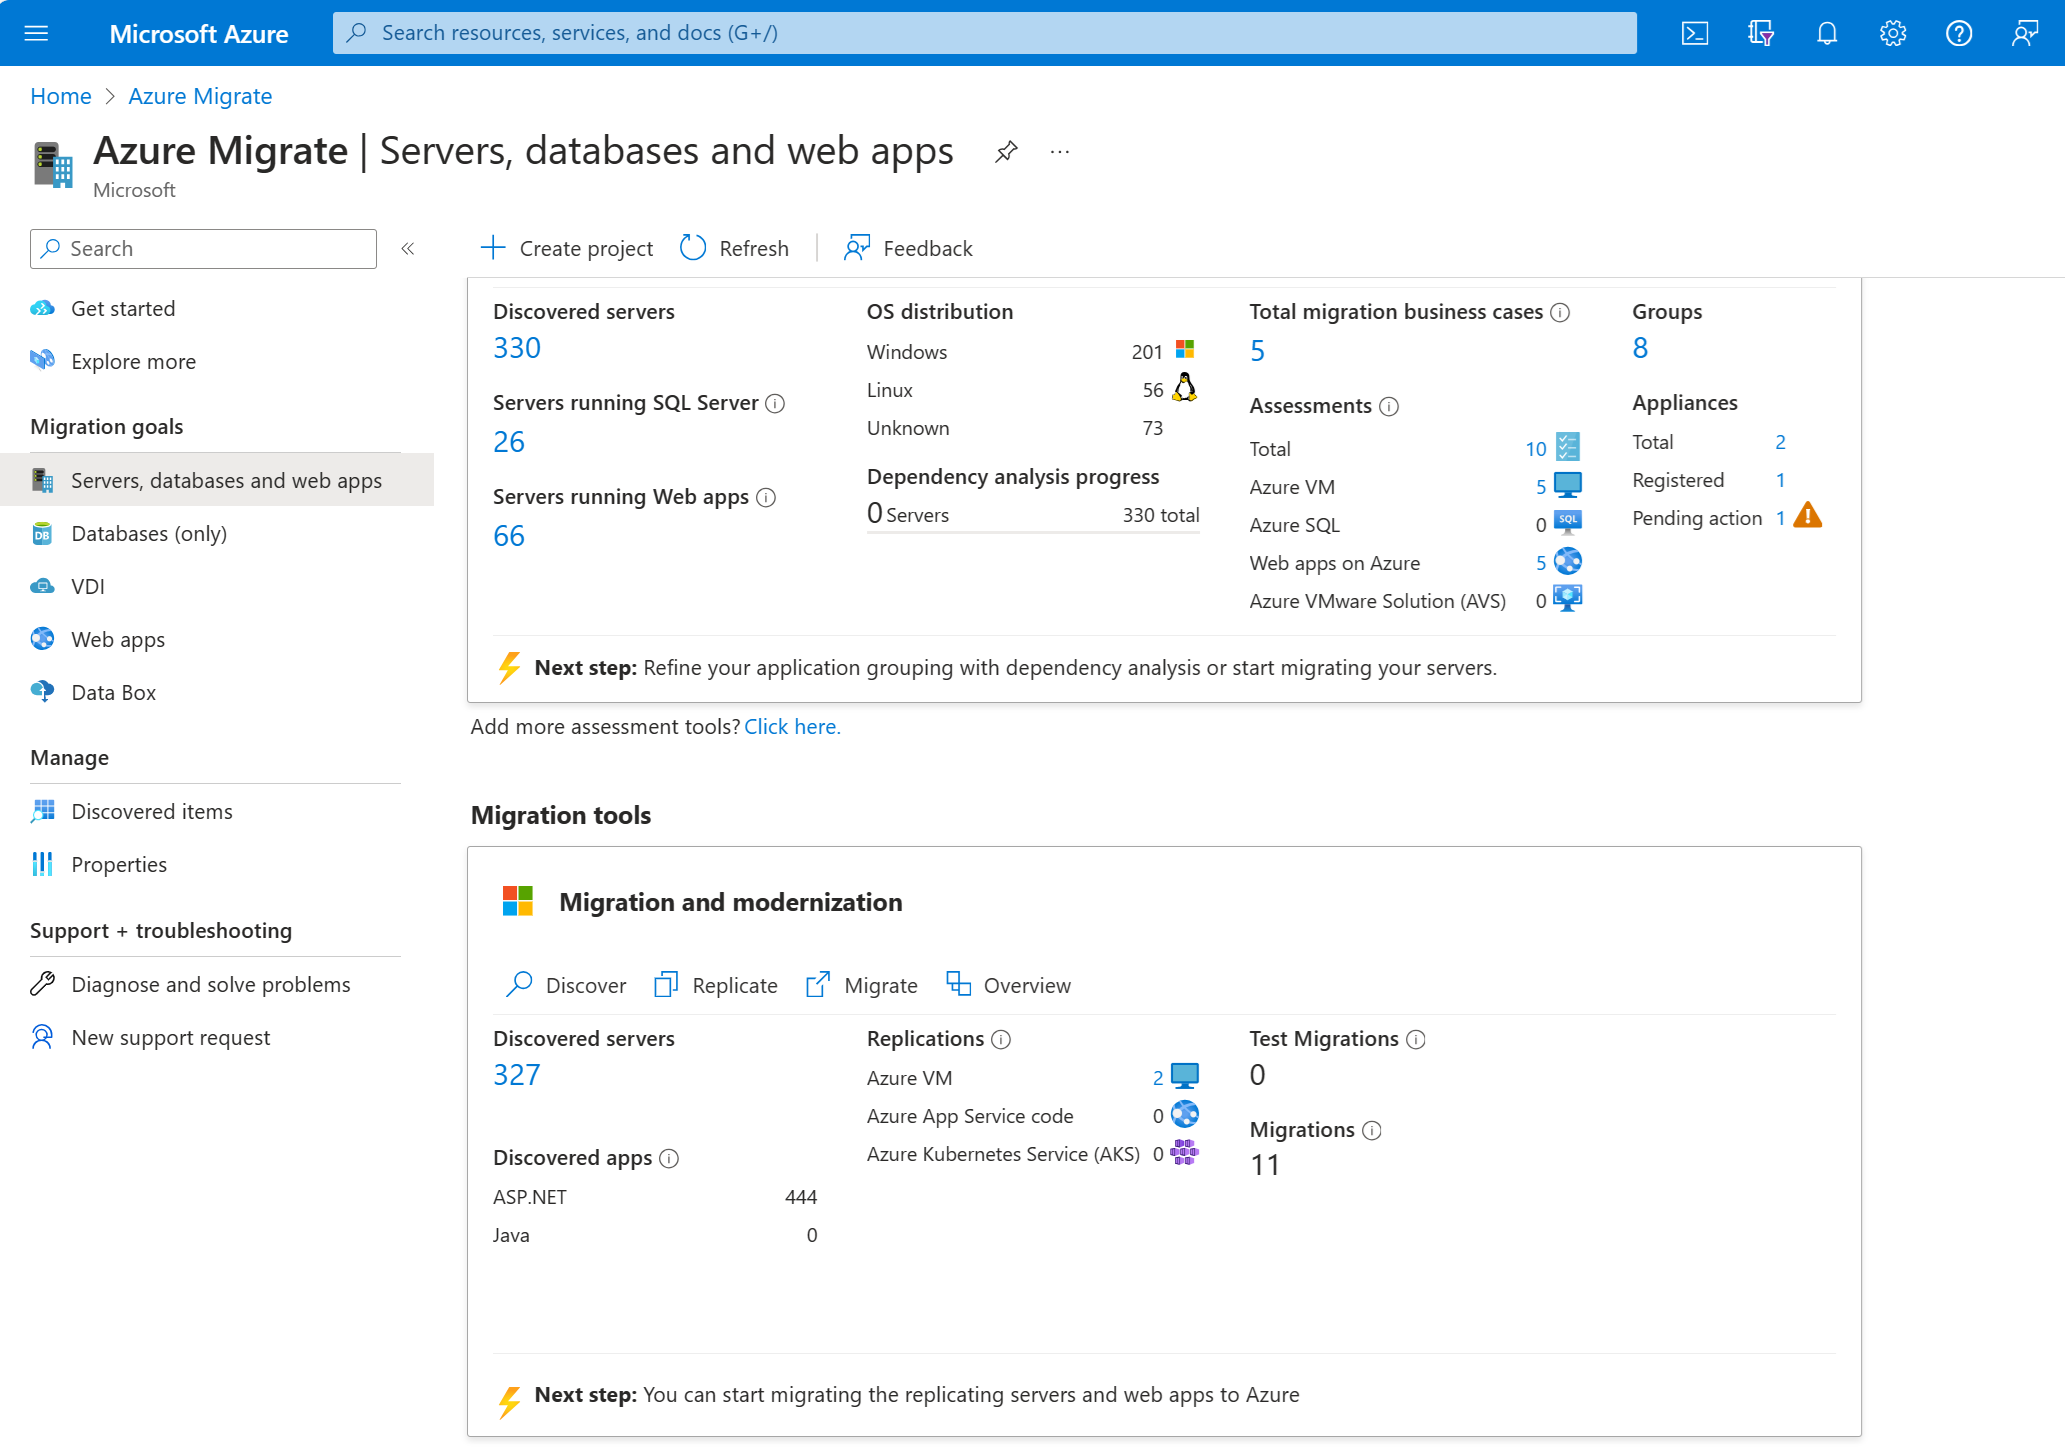 Microsoft Azure
Search resources, services, and docs (G+/)
Home > Azure Migrate
Azure Migrate | Servers, databases and web apps
Microsoft
Search
Get started
Explore more
Migration goals
Servers, databases and web apps
Databases (only)
VDI
Web apps
Data Box
Manage
Discovered items
Properties
Support + troubleshooting
Diagnose and solve problems
New support request
Create project
Refresh
Feedback
Discovered servers
330
Servers running SQL Server
26
Servers running Web apps
66
OS distribution
Windows 201
Linux 56
Unknown 73
Dependency analysis progress
0 Servers 330 total
Total migration business cases
5
Assessments
Total 10
Azure VM 5
Azure SQL 0
Web apps on Azure 5
Azure VMware Solution (AVS) 0
Groups
8
Appliances
Total 2
Registered 1
Pending action 1
Next step: Refine your application grouping with dependency analysis or start migrating your servers.
Add more assessment tools? Click here.
Migration tools
Migration and modernization
Discover
Replicate
Migrate
Overview
Discovered servers
327
Discovered apps
ASP.NET 444
Java 0
Replications
Azure VM 2
Azure App Service code 0
Azure Kubernetes Service (AKS) 0
Test Migrations
0
Migrations
11
Next step: You can start migrating the replicating servers and web apps to Azure